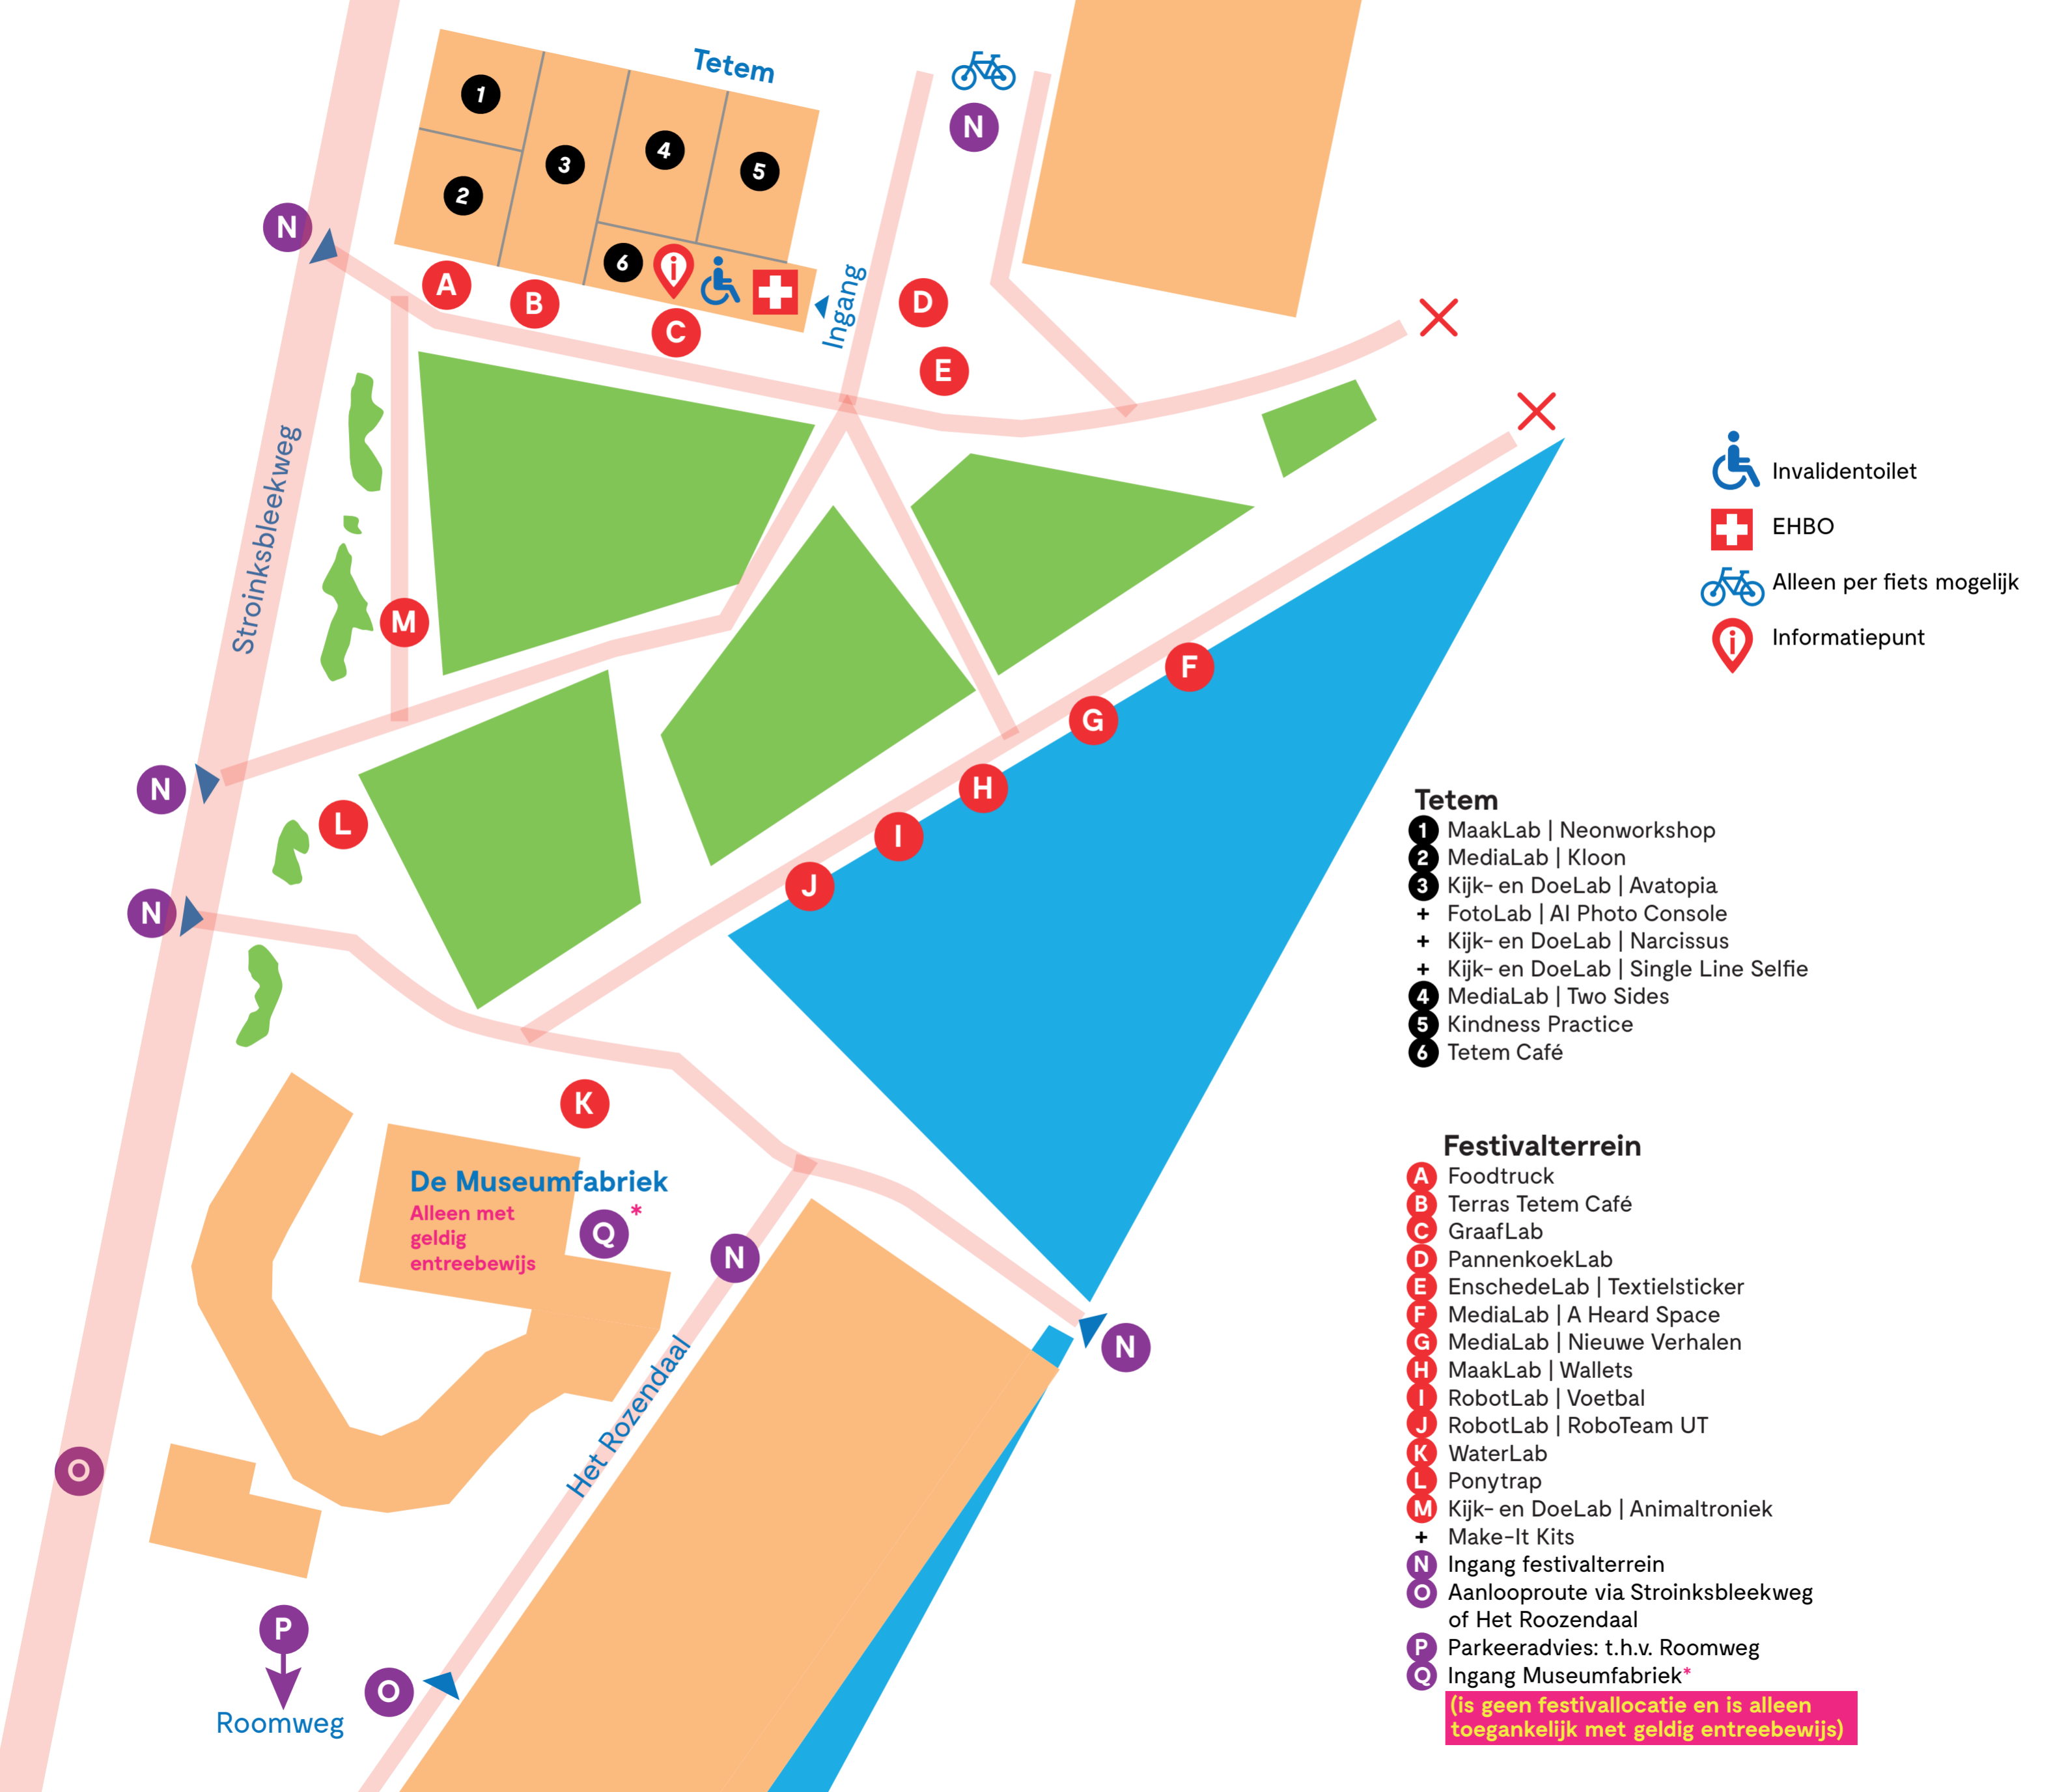 Tetem
1
2
3
4
5
6
i
Ingang
N
N
A
B
C
D
E
Stroinksbleekweg
M
F
G
H
I
J
N
L
N
K
De Museumfabriek
Alleen met
geldig
entreebewijs
Q *
N
N
Het Rozendaal
O
P
O
Roomweg
Invalidentoilet
EHBO
Alleen per fiets mogelijk
i Informatiepunt
Tetem
1 MaakLab | Neonworkshop
2 MediaLab | Kloon
3 Kijk- en DoeLab | Avatopia
+ FotoLab | AI Photo Console
+ Kijk- en DoeLab | Narcissus
+ Kijk- en DoeLab | Single Line Selfie
4 MediaLab | Two Sides
5 Kindness Practice
6 Tetem Café
Festivalterrein
A Foodtruck
B Terras Tetem Café
C GraafLab
D PannenkoekLab
E EnschedeLab | Textielsticker
F MediaLab | A Heard Space
G MediaLab | Nieuwe Verhalen
H MaakLab | Wallets
I RobotLab | Voetbal
J RobotLab | RoboTeam UT
K WaterLab
L Ponytrap
M Kijk- en DoeLab | Animaltroniek
+ Make-It Kits
N Ingang festivalterrein
O Aanlooproute via Stroinksbleekweg
of Het Roozendaal
P Parkeeradvies: t.h.v. Roomweg
Q Ingang Museumfabriek*
(is geen festivallocatie en is alleen
toegankelijk met geldig entreebewijs)